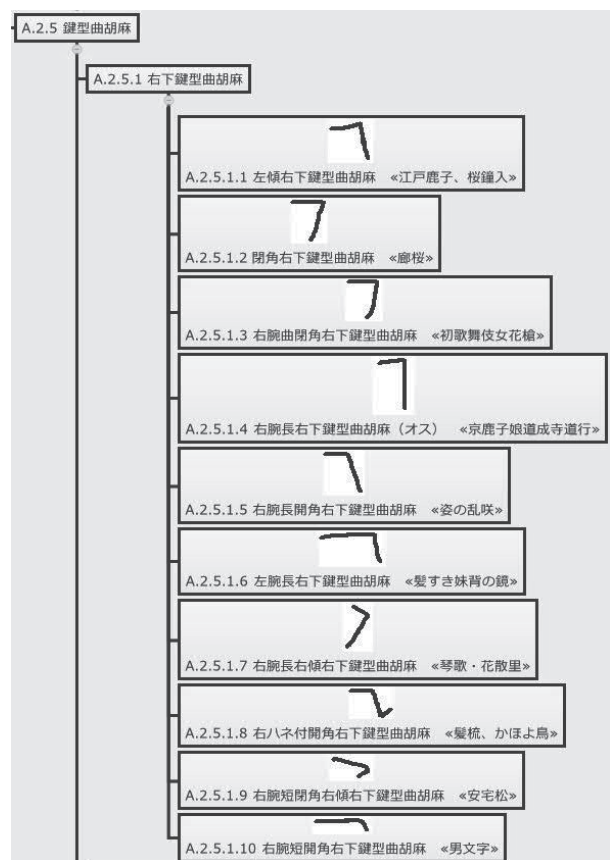 A.2.5 鍵型曲胡麻
A.2.5.1 右下鍵型曲胡麻
A.2.5.1.1 左傾右下鍵型曲胡麻　«江戸鹿子、桜鐘入»
A.2.5.1.2 閉角右下鍵型曲胡麻　«廊桜»
A.2.5.1.3 右腕曲閉角右下鍵型曲胡麻　«初歌舞伎女花槍»
A.2.5.1.4 右腕長右下鍵型曲胡麻（オス）　«京鹿子娘道成寺道行»
A.2.5.1.5 右腕長開角右下鍵型曲胡麻　«姿の乱咲»
A.2.5.1.6 左腕長右下鍵型曲胡麻　«髪すき妹背の鏡»
A.2.5.1.7 右腕長右傾右下鍵型曲胡麻　«琴歌・花散里»
A.2.5.1.8 右ハネ付開角右下鍵型曲胡麻　«髪梳、かほよ鳥»
A.2.5.1.9 右腕短閉角右傾右下鍵型曲胡麻　«安宅松»
A.2.5.1.10 右腕短開角右下鍵型曲胡麻　«男文字»